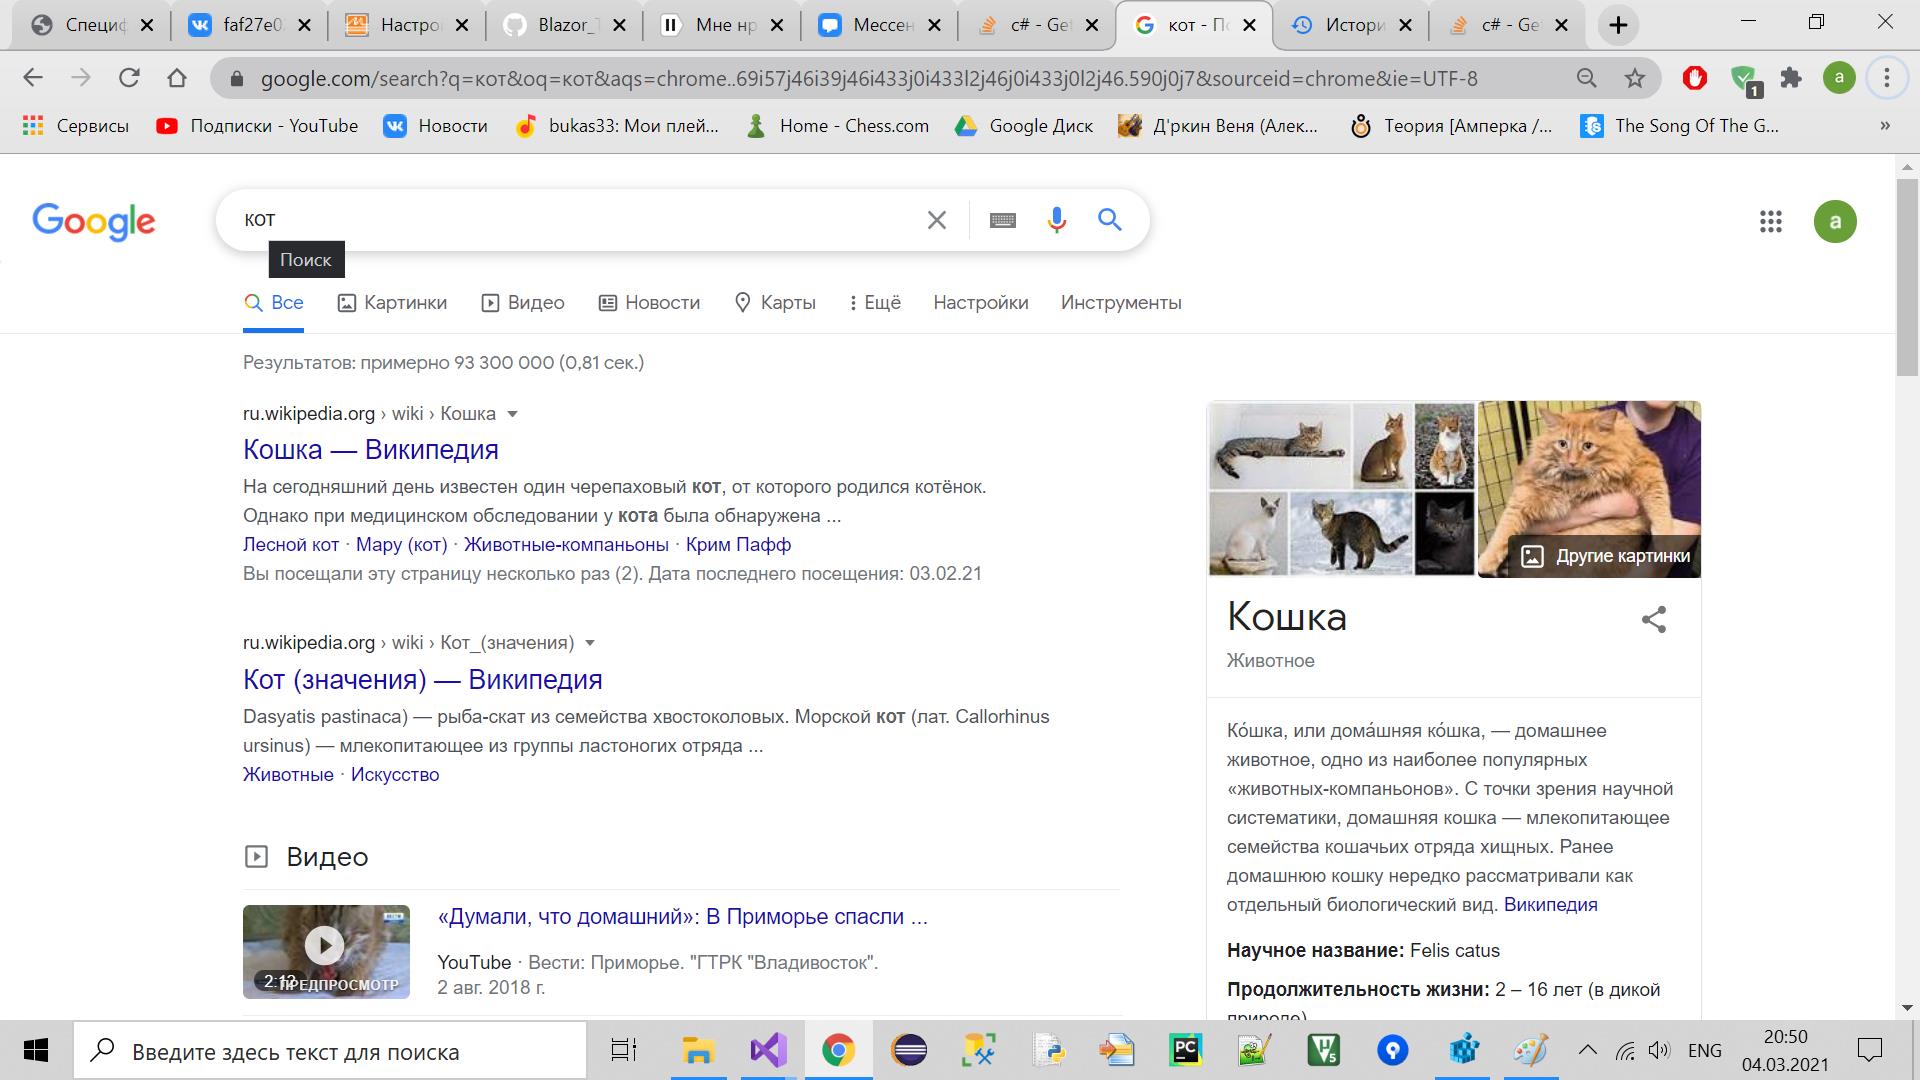 Специф
faf27e0
Настро
Blazor_T
Мне нр
Мессен
c# - Get
кот - По
Истори
c# - Get
google.com/search?q=кот&oq=кот&aqs=chrome..69i57j46i39j46i433j0i433l2j46j0i433j0l2j46.590j0j7&sourceid=chrome&ie=UTF-8
1
a
Сервисы
Подписки - YouTube
Новости
bukas33: Мои плей...
Home - Chess.com
Google Диск
Д'ркин Веня (Алек...
Теория [Амперка /...
The Song Of The G...
»
Google
кот
a
Поиск
Все
Картинки
Видео
Новости
Карты
Ещё
Настройки
Инструменты
Результатов: примерно 93 300 000 (0,81 сек.)
ru.wikipedia.org › wiki › Кошка
Кошка — Википедия
На сегодняшний день известен один черепаховый кот, от которого родился котёнок.
Однако при медицинском обследовании у кота была обнаружена ...
Лесной кот · Мару (кот) · Животные-компаньоны · Крим Пафф
Вы посещали эту страницу несколько раз (2). Дата последнего посещения: 03.02.21
ru.wikipedia.org › wiki › Кот_(значения)
Кот (значения) — Википедия
Dasyatis pastinaca) — рыба-скат из семейства хвостоколовых. Морской кот (лат. Callorhinus
ursinus) — млекопитающее из группы ластоногих отряда ...
Животные · Искусство
Видео
«Думали, что домашний»: В Приморье спасли ...
YouTube · Вести: Приморье. "ГТРК "Владивосток".
2 авг. 2018 г.
2:12
ПРЕДПРОСМОТР
Другие картинки
Кошка
Животное
Ко́шка, или дома́шняя ко́шка, — домашнее
животное, одно из наиболее популярных
«животных-компаньонов». С точки зрения научной
систематики, домашняя кошка — млекопитающее
семейства кошачьих отряда хищных. Ранее
домашнюю кошку нередко рассматривали как
отдельный биологический вид. Википедия
Научное название: Felis catus
Продолжительность жизни: 2 – 16 лет (в дикой
природе)
Введите здесь текст для поиска
PC
5
ENG
20:50
04.03.2021